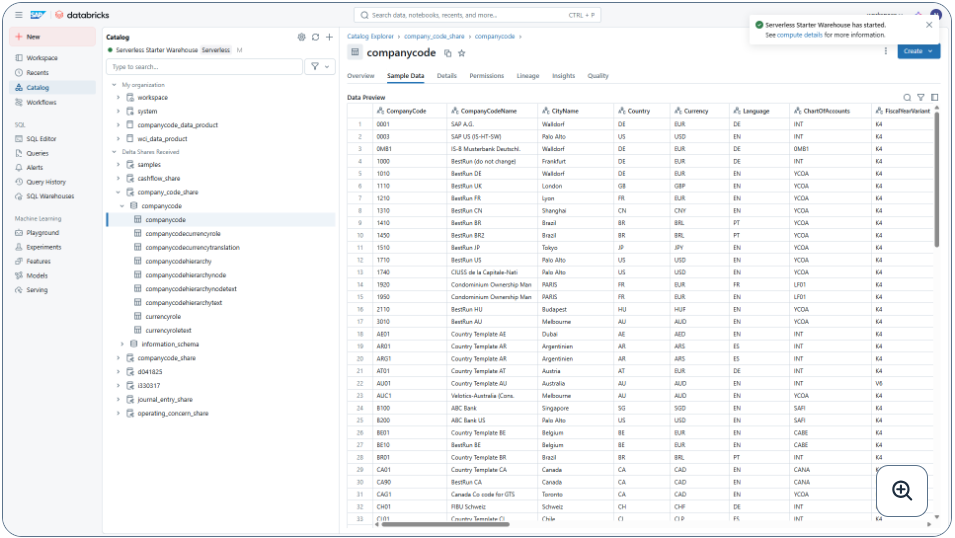 SAP databricks
Search data, notebooks, recents, and more...
CTRL + P
Serverless Starter Warehouse has started.
See compute details for more information.
New
Workspace
Recents
Catalog
Workflows
SQL
SQL Editor
Queries
Alerts
Query History
SQL Warehouses
Machine Learning
Playground
Experiments
Features
Models
Serving
Catalog
Serverless Starter Warehouse Serverless M
Type to search...
My organization
workspace
system
companycode_data_product
wci_data_product
Delta Shares Received
samples
cashflow_share
company_code_share
companycode
companycode
companycodecurrencyrole
companycodecurrencytranslation
companycodehierarchy
companycodehierarchynode
companycodehierarchynodetext
companycodehierarchytext
currencyrole
currencyroletext
information_schema
companycode_share
d041825
i330317
journal_entry_share
operating_concern_share
Catalog Explorer > company_code_share > companycode >
companycode
Create
Overview Sample Data Details Permissions Lineage Insights Quality
Data Preview
CompanyCode CompanyCodeName CityName Country Currency Language ChartOfAccounts FiscalYearVariant
1 0001 SAP A.G. Walldorf DE EUR DE INT K4
2 0003 SAP US (IS-HT-SW) Palo Alto US USD EN INT K4
3 0MB1 IS-B Musterbank Deutschl. Walldorf DE EUR DE 0MB1 K4
4 1000 BestRun (do not change) Frankfurt DE EUR DE INT K4
5 1010 BestRun DE Walldorf DE EUR DE YCOA K4
6 1110 BestRun UK London GB GBP EN YCOA K4
7 1210 BestRun FR Lyon FR EUR FR YCOA K4
8 1310 BestRun CN Shanghai CN CNY EN YCOA K4
9 1410 BestRun BR Brazil BR BRL PT YCOA K4
10 1450 BestRun BR2 Brazil BR BRL PT YCOA K4
11 1510 BestRun JP Tokyo JP JPY EN YCOA K4
12 1710 BestRun US Palo Alto US USD EN YCOA K4
13 1740 CIUSS de la Capitale-Nati Palo Alto US USD EN YCOA K4
14 1920 Condominium Ownership Man PARIS FR EUR FR LF01 K4
15 1950 Condominium Ownership Man PARIS FR EUR EN LF01 K4
16 2110 BestRun HU Budapest HU HUF EN YCOA K4
17 3010 BestRun AU Melbourne AU AUD EN YCOA K4
18 AE01 Country Template AE Dubai AE AED EN INT K4
19 AR01 Country Template AR Argentinien AR ARS ES INT K4
20 ARG1 Country Template AR Argentinien AR ARS ES INT K4
21 AT01 Country Template AT Austria AT EUR DE INT K4
22 AU01 Country Template AU Australia AU AUD EN INT V6
23 AUC1 Velotics-Australia (Cons. Melbourne AU AUD EN YCOA K4
24 B100 ABC Bank Singapore SG SGD EN SAFI K4
25 B200 ABC Bank US Palo Alto US USD EN SAFI K4
26 BE01 Country Template BE Belgium BE EUR EN CABE K4
27 BE10 BestRun BE Belgium BE EUR EN CABE K4
28 BR01 Country Template BR Brazil BR BRL PT INT K4
29 CA01 Country Template CA Canada CA CAD EN CANA
30 CA90 BestRun CA Canada CA CAD EN CANA
31 CAG1 Canada Co code for GTS Toronto CA CAD EN YCOA
32 CH01 FIBU Schweiz Schweiz CH CHF DE INT
33 CL01 Country Template CL Chile CL CLP ES INT K4